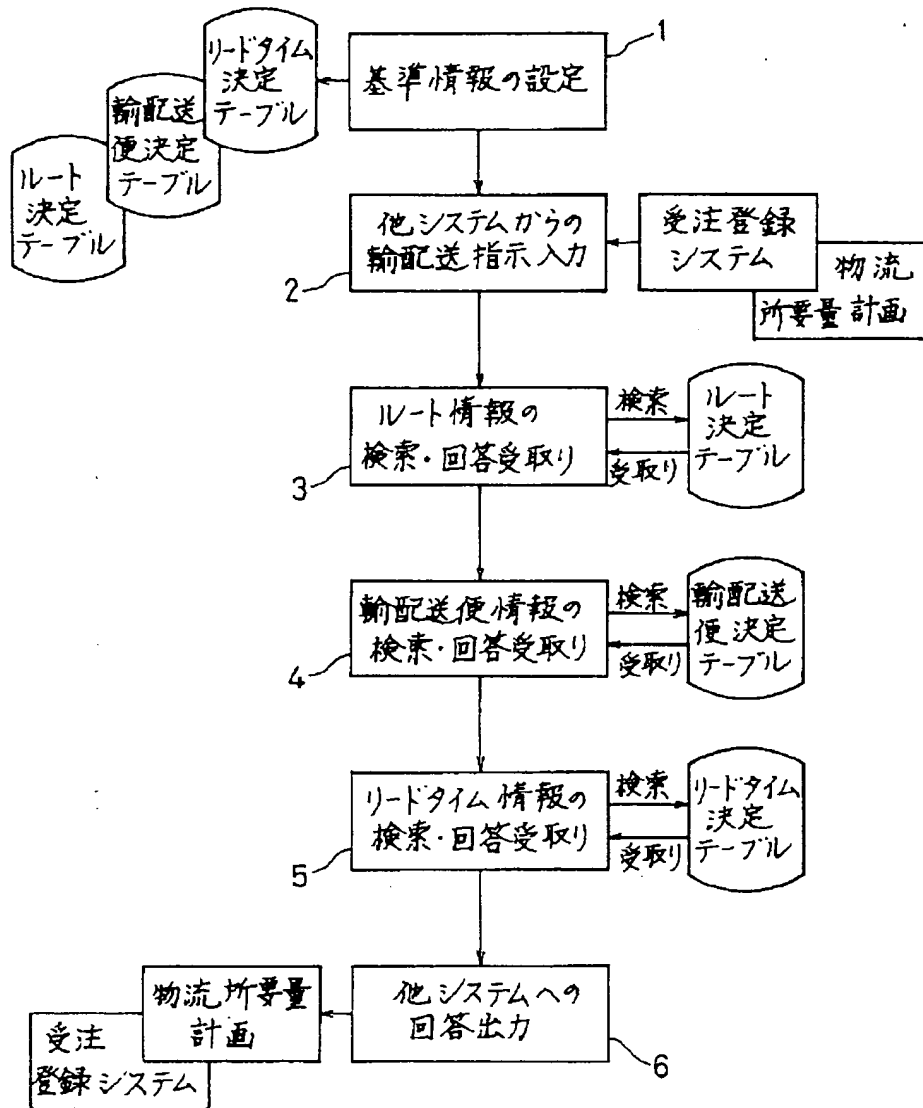 1
リードタイム
決定
テーブル
基準情報の設定
輸配送
便決定
テーブル
ルート
決定
テーブル
他システムからの
輸配送指示入力
2
受注登録
システム
物流
所要量計画
ルート情報の
検索・回答受取り
3
検索
受取り
ルート
決定
テーブル
輸配送便情報の
検索・回答受取り
4
検索
受取り
輸配送
便決定
テーブル
リードタイム情報の
検索・回答受取り
5
検索
受取り
リードタイム
決定
テーブル
他システムへの
回答出力
6
物流所要量
計画
受注
登録システム